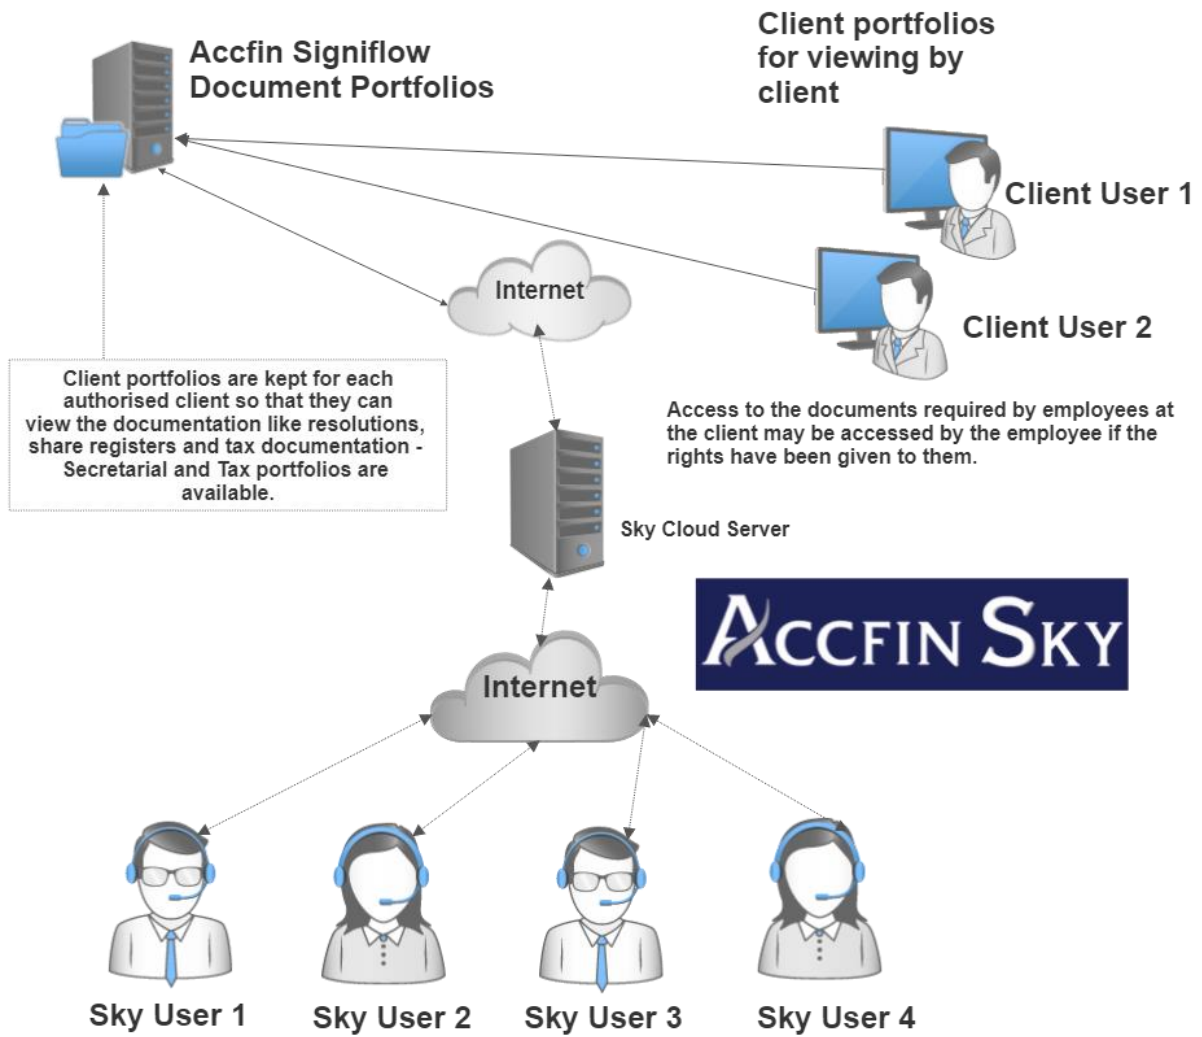 Accfin Signiflow
Document Portfolios
Client portfolios
for viewing by
client
Client User 1
Internet
Client User 2
Client portfolios are kept for each
authorised client so that they can
view the documentation like resolutions,
share registers and tax documentation -
Secretarial and Tax portfolios are
available.
Access to the documents required by employees at
the client may be accessed by the employee if the
rights have been given to them.
Sky Cloud Server
ACCFIN SKY
Internet
Sky User 1
Sky User 2
Sky User 3
Sky User 4